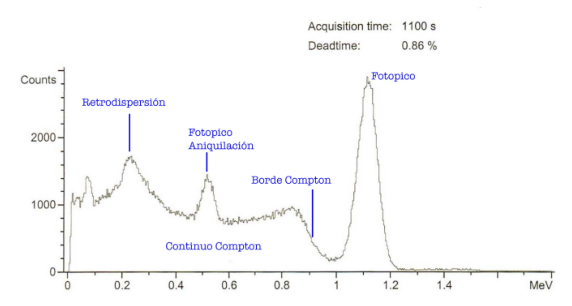 Acquisition time: 1100 s
Deadtime: 0.86 %
Counts
Fotopico
Retrodispersión
2000
Fotopico
Aniquilación
Borde Compton
1000
Continuo Compton
0
0 0.2 0.4 0.6 0.8 1 1.2 1.4 MeV